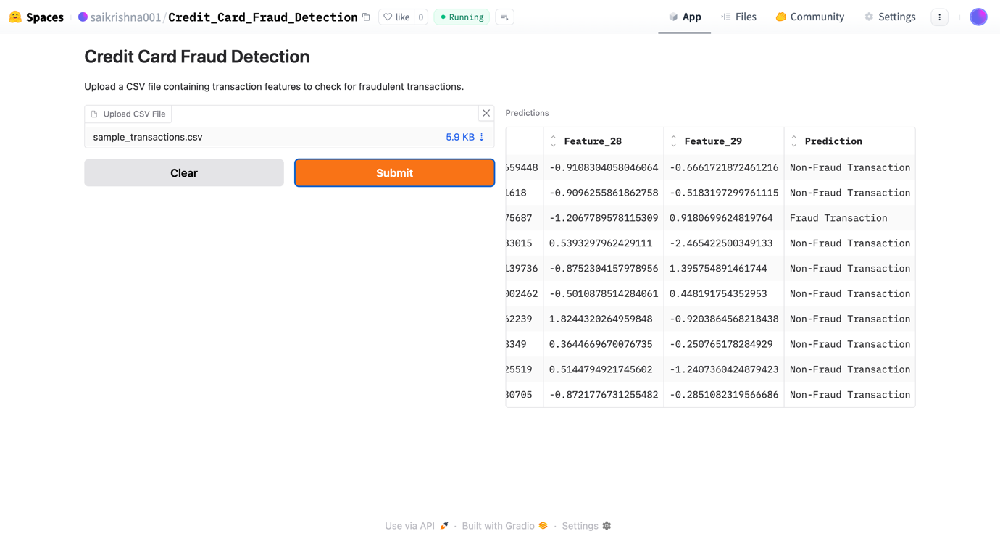 Spaces saikrishna001/Credit_Card_Fraud_Detection like 0 Running App Files Community Settings
Credit Card Fraud Detection
Upload a CSV file containing transaction features to check for fraudulent transactions.
Upload CSV File
sample_transactions.csv 5.9 KB ↓
Clear Submit
Predictions
Feature_28 Feature_29 Prediction
659448 -0.9108304058046064 -0.6661721872461216 Non-Fraud Transaction
1618 -0.9096255861862758 -0.5183197299761115 Non-Fraud Transaction
75687 -1.2067789578115309 0.9180699624819764 Fraud Transaction
33015 0.5393297962429111 -2.465422500349133 Non-Fraud Transaction
139736 -0.8752304157978956 1.395754891461744 Non-Fraud Transaction
002462 -0.5010878514284061 0.448191754352953 Non-Fraud Transaction
62239 1.8244320264959848 -0.9203864568218438 Non-Fraud Transaction
3349 0.3644669670076735 -0.250765178284929 Non-Fraud Transaction
25519 0.5144794921745602 -1.2407360424879423 Non-Fraud Transaction
30705 -0.8721776731255482 -0.2851082319566686 Non-Fraud Transaction
Use via API · Built with Gradio · Settings